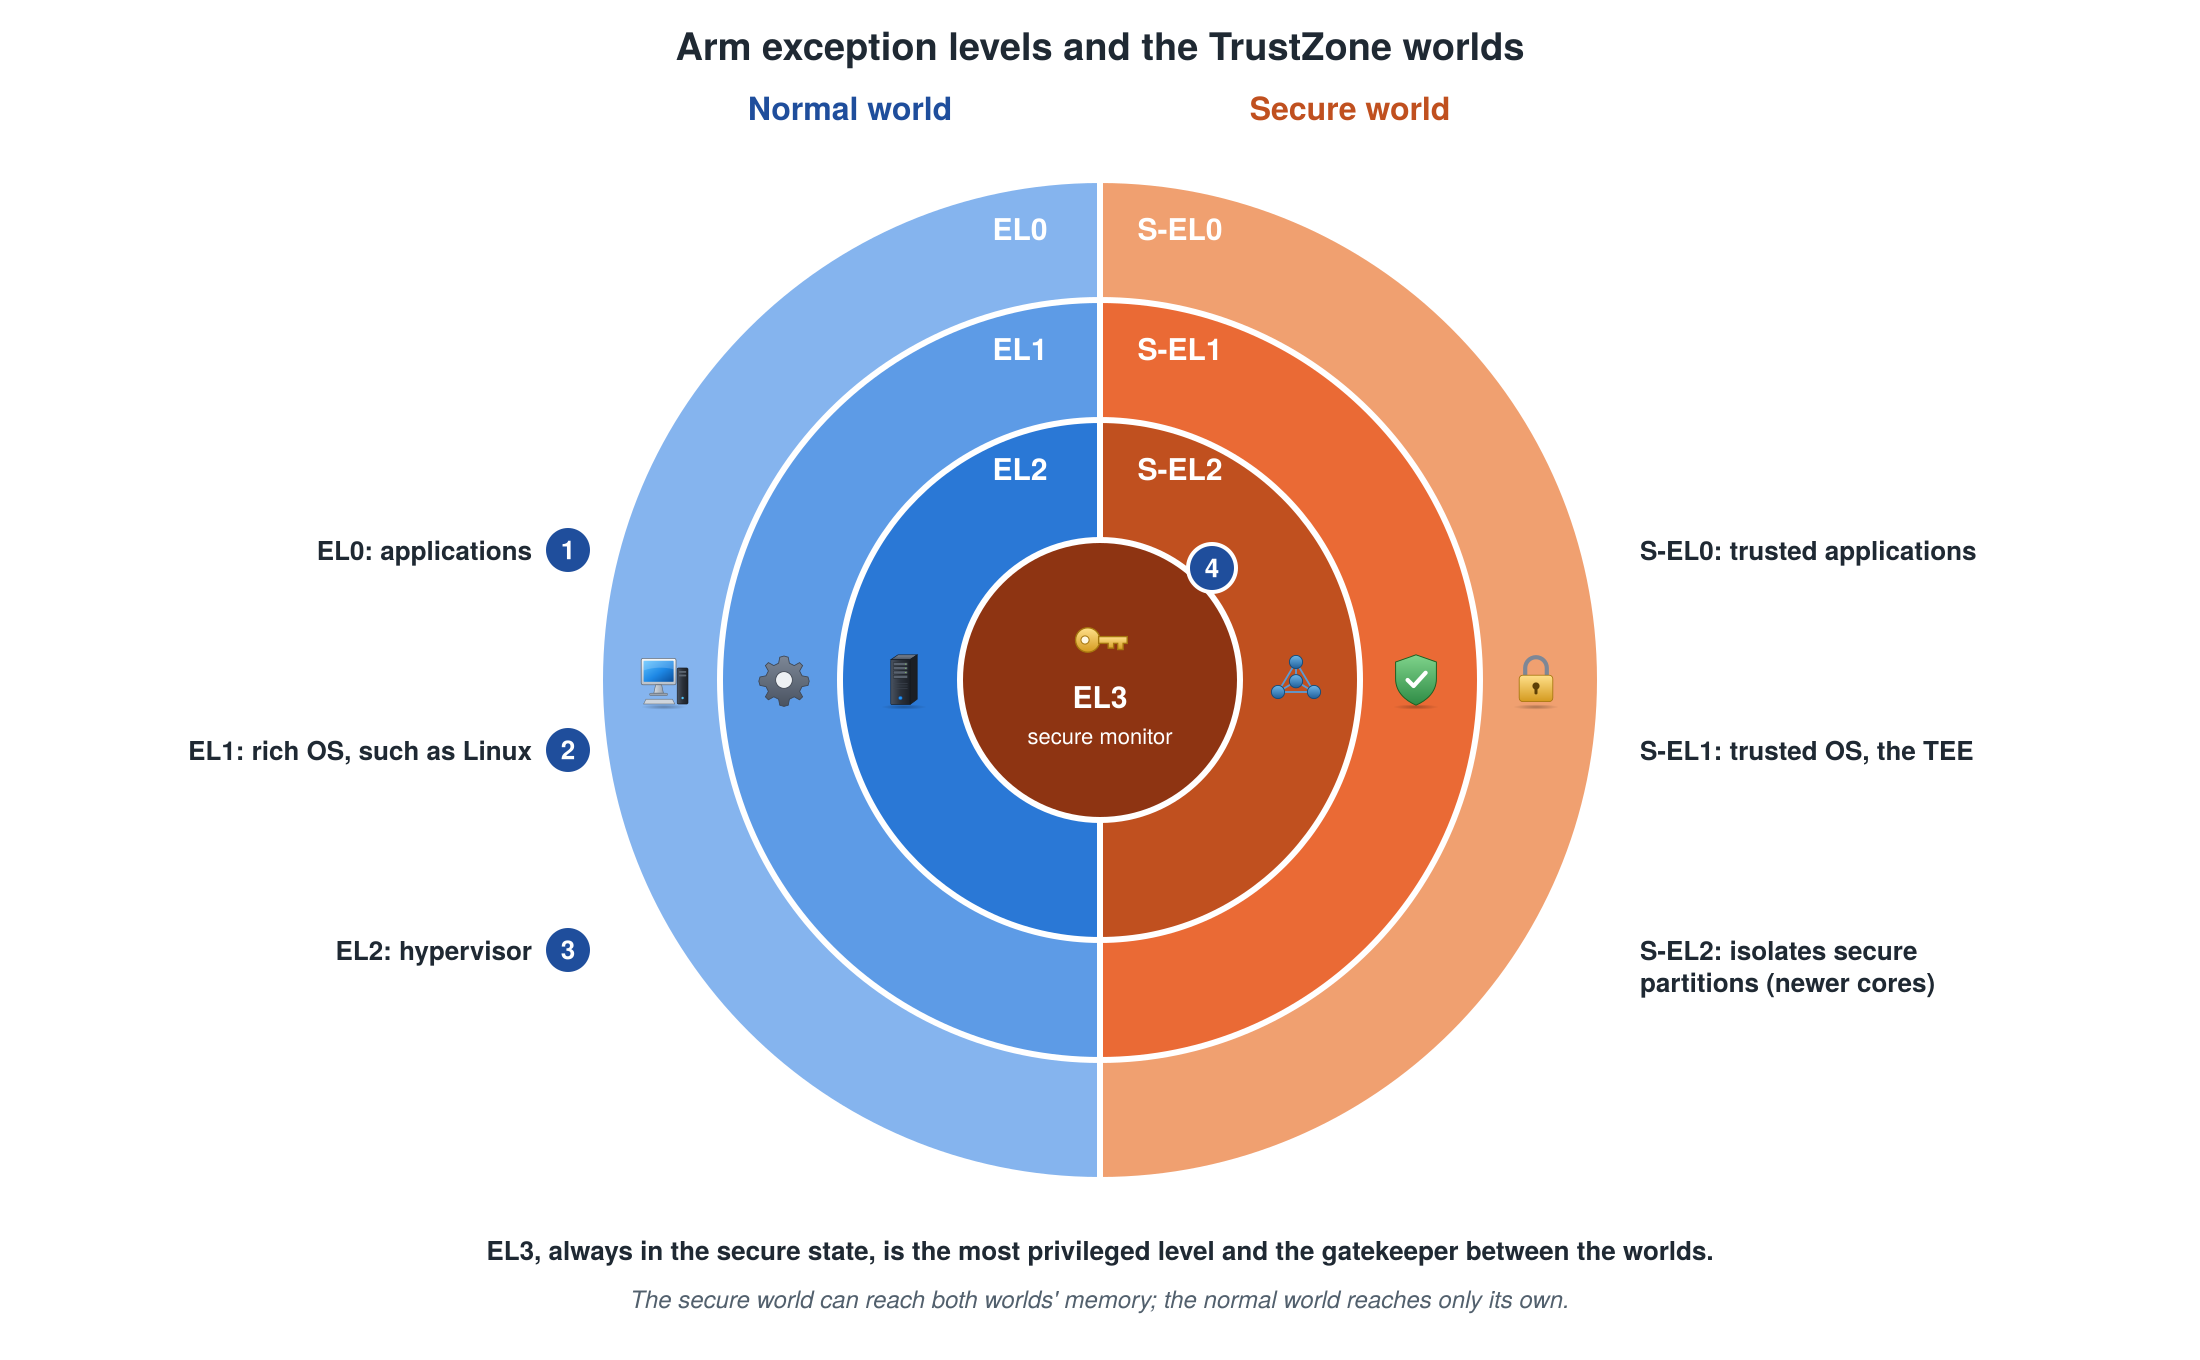 Arm exception levels and the TrustZone worlds
Normal world
Secure world
EL0
S-EL0
EL1
S-EL1
EL2
S-EL2
EL0: applications
1
4
S-EL0: trusted applications
EL3
secure monitor
EL1: rich OS, such as Linux
2
S-EL1: trusted OS, the TEE
EL2: hypervisor
3
S-EL2: isolates secure
partitions (newer cores)
EL3, always in the secure state, is the most privileged level and the gatekeeper between the worlds.
The secure world can reach both worlds' memory; the normal world reaches only its own.